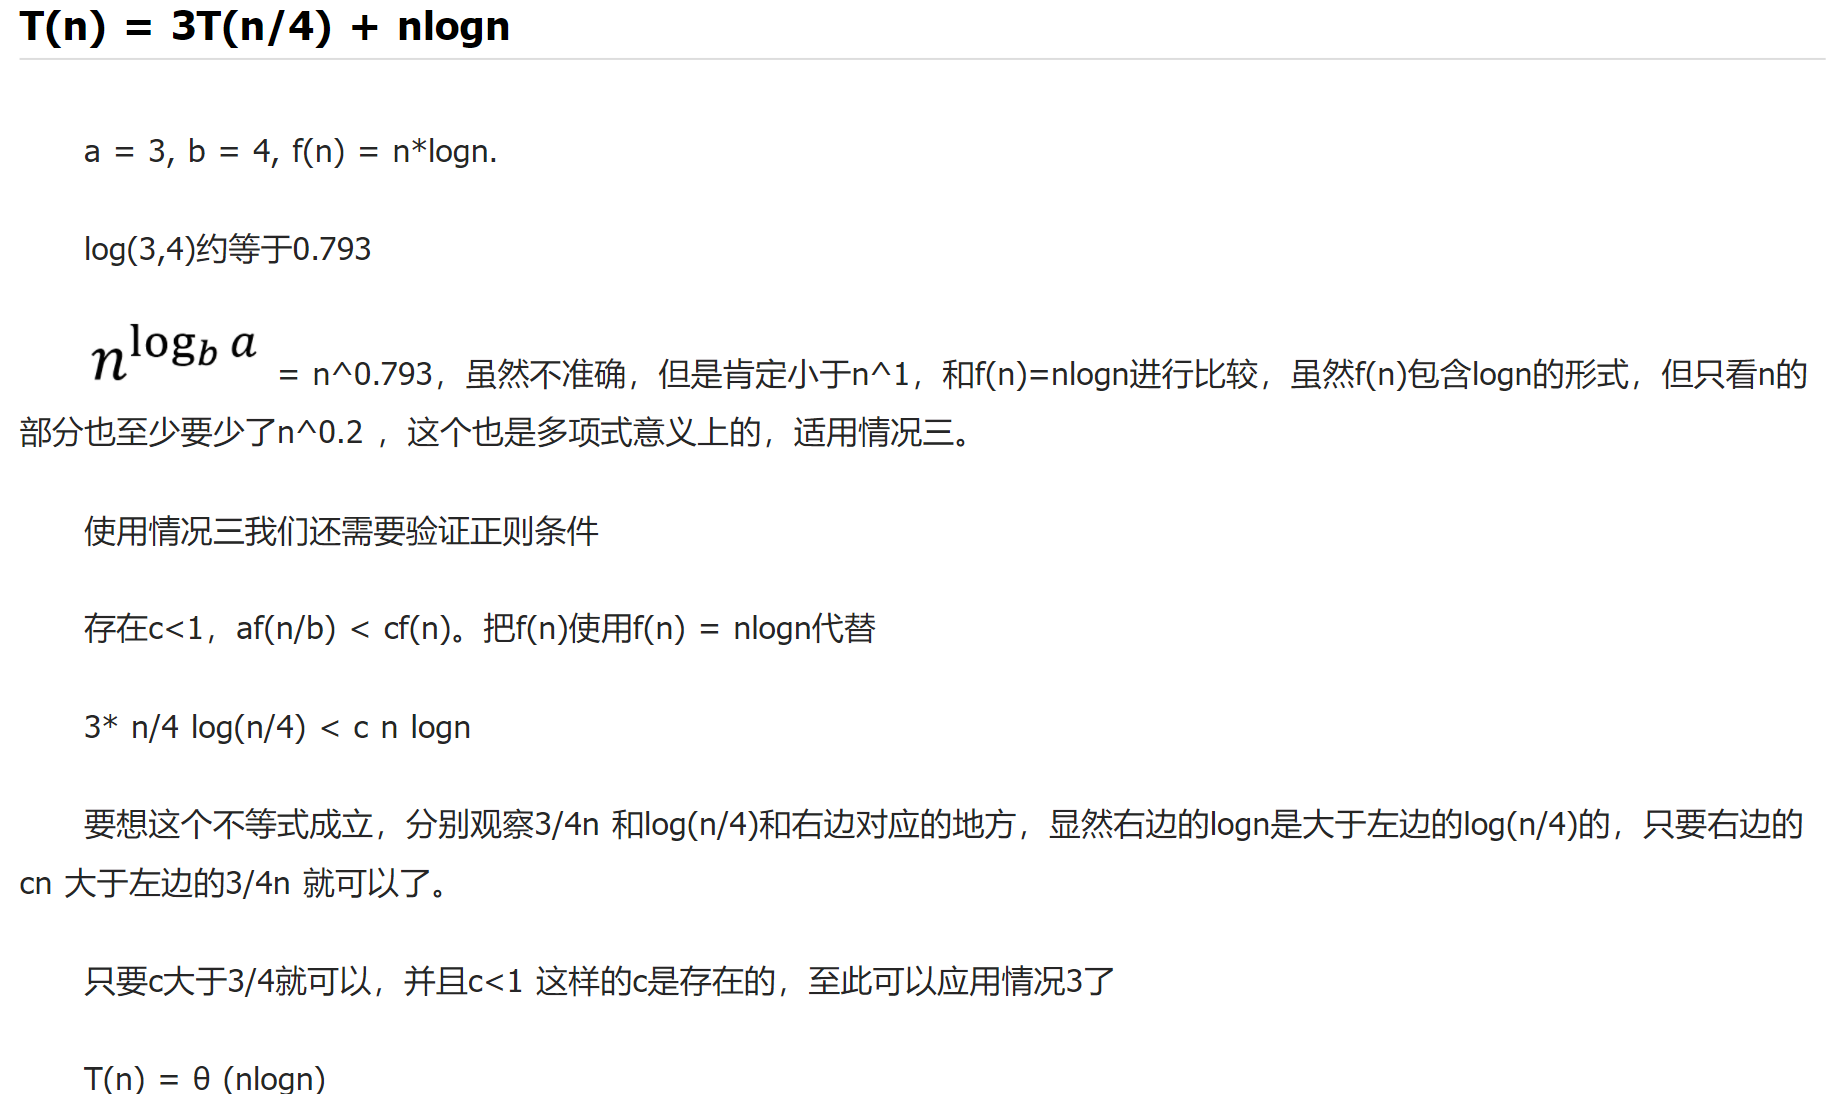 T(n) = 3T(n/4) + nlogn
a = 3, b = 4, f(n) = n*logn.
log(3,4)约等于0.793
n^{log_b a} = n^0.793，虽然不准确，但是肯定小于n^1，和f(n)=nlogn进行比较，虽然f(n)包含logn的形式，但只看n的
部分也至少要少了n^0.2 ，这个也是多项式意义上的，适用情况三。
使用情况三我们还需要验证正则条件
存在c<1，af(n/b) < cf(n)。把f(n)使用f(n) = nlogn代替
3* n/4 log(n/4) < c n logn
要想这个不等式成立，分别观察3/4n 和log(n/4)和右边对应的地方，显然右边的logn是大于左边的log(n/4)的，只要右边的
cn 大于左边的3/4n 就可以了。
只要c大于3/4就可以，并且c<1 这样的c是存在的，至此可以应用情况3了
T(n) = θ (nlogn)